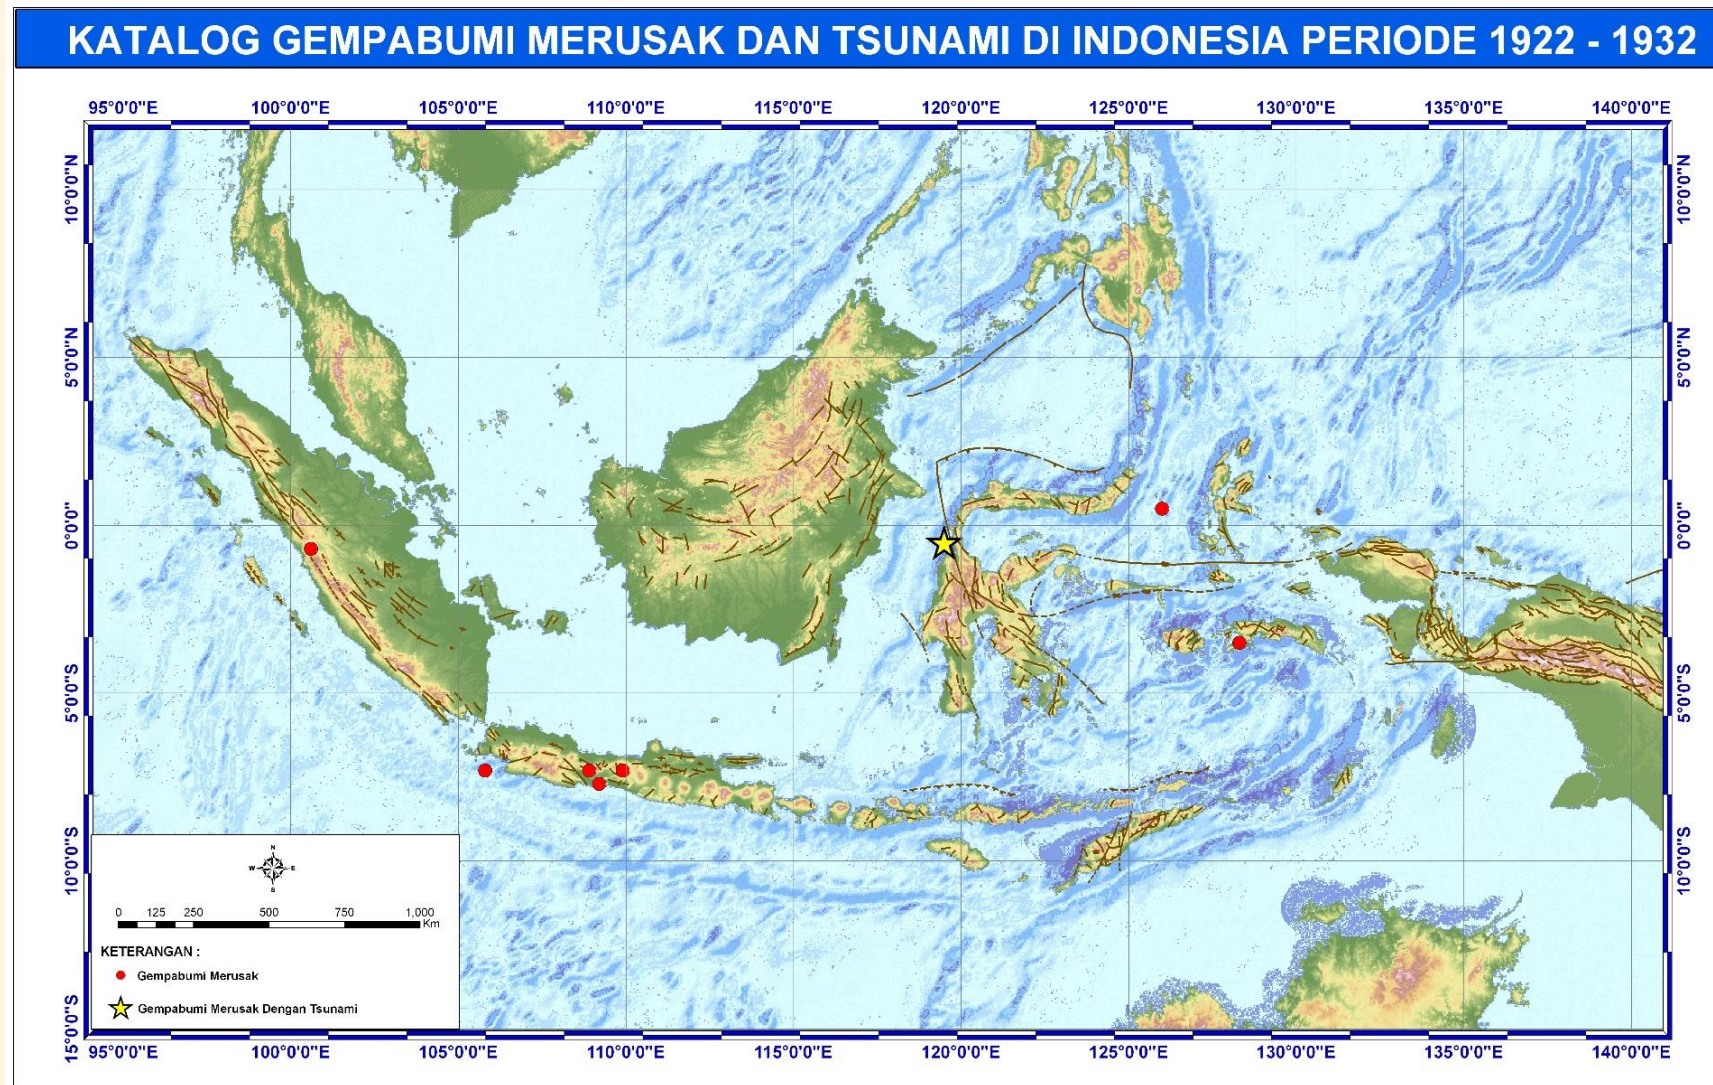 KATALOG GEMPABUMI MERUSAK DAN TSUNAMI DI INDONESIA PERIODE 1922 - 1932
95°0'0"E 100°0'0"E 105°0'0"E 110°0'0"E 115°0'0"E 120°0'0"E 125°0'0"E 130°0'0"E 135°0'0"E 140°0'0"E
10°0'0"N 10°0'0"N
5°0'0"N 5°0'0"N
0°0'0" 0°0'0"
5°0'0"S 5°0'0"S
10°0'0"S 10°0'0"S
15°0'0"S
N
W E
S
0 125 250 500 750 1,000
Km
KETERANGAN :
Gempabumi Merusak
Gempabumi Merusak Dengan Tsunami
95°0'0"E 100°0'0"E 105°0'0"E 110°0'0"E 115°0'0"E 120°0'0"E 125°0'0"E 130°0'0"E 135°0'0"E 140°0'0"E